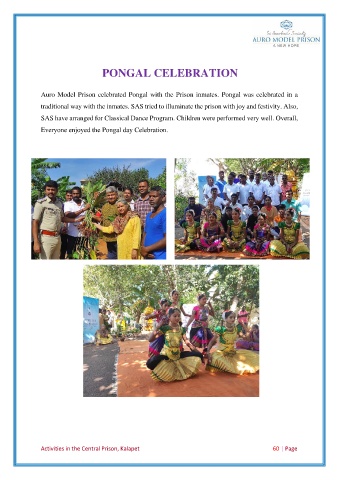 Sri Aurobindo Society
AURO MODEL PRISON
A NEW HOPE
PONGAL CELEBRATION
Auro Model Prison celebrated Pongal with the Prison inmates. Pongal was celebrated in a
traditional way with the inmates. SAS tried to illuminate the prison with joy and festivity. Also,
SAS have arranged for Classical Dance Program. Children were performed very well. Overall,
Everyone enjoyed the Pongal day Celebration.
Activities in the Central Prison, Kalapet 60 | Page